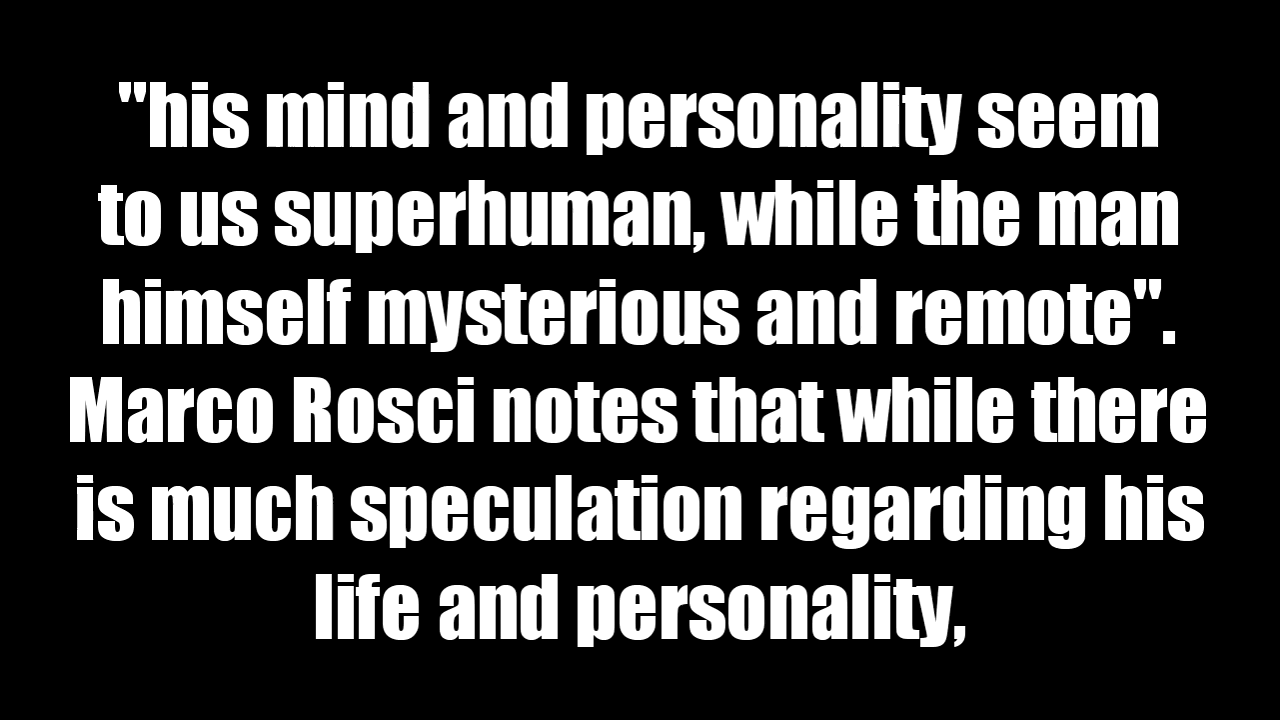 "his mind and personality seem
to us superhuman, while the man
himself mysterious and remote".
Marco Rosci notes that while there
is much speculation regarding his
life and personality,